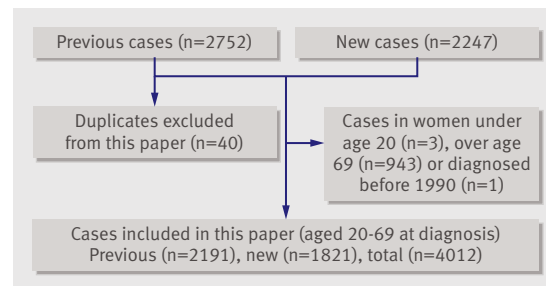 Previous cases (n=2752)
New cases (n=2247)
Duplicates excluded
from this paper (n=40)
Cases in women under
age 20 (n=3), over age
69 (n=943) or diagnosed
before 1990 (n=1)
Cases included in this paper (aged 20-69 at diagnosis)
Previous (n=2191), new (n=1821), total (n=4012)